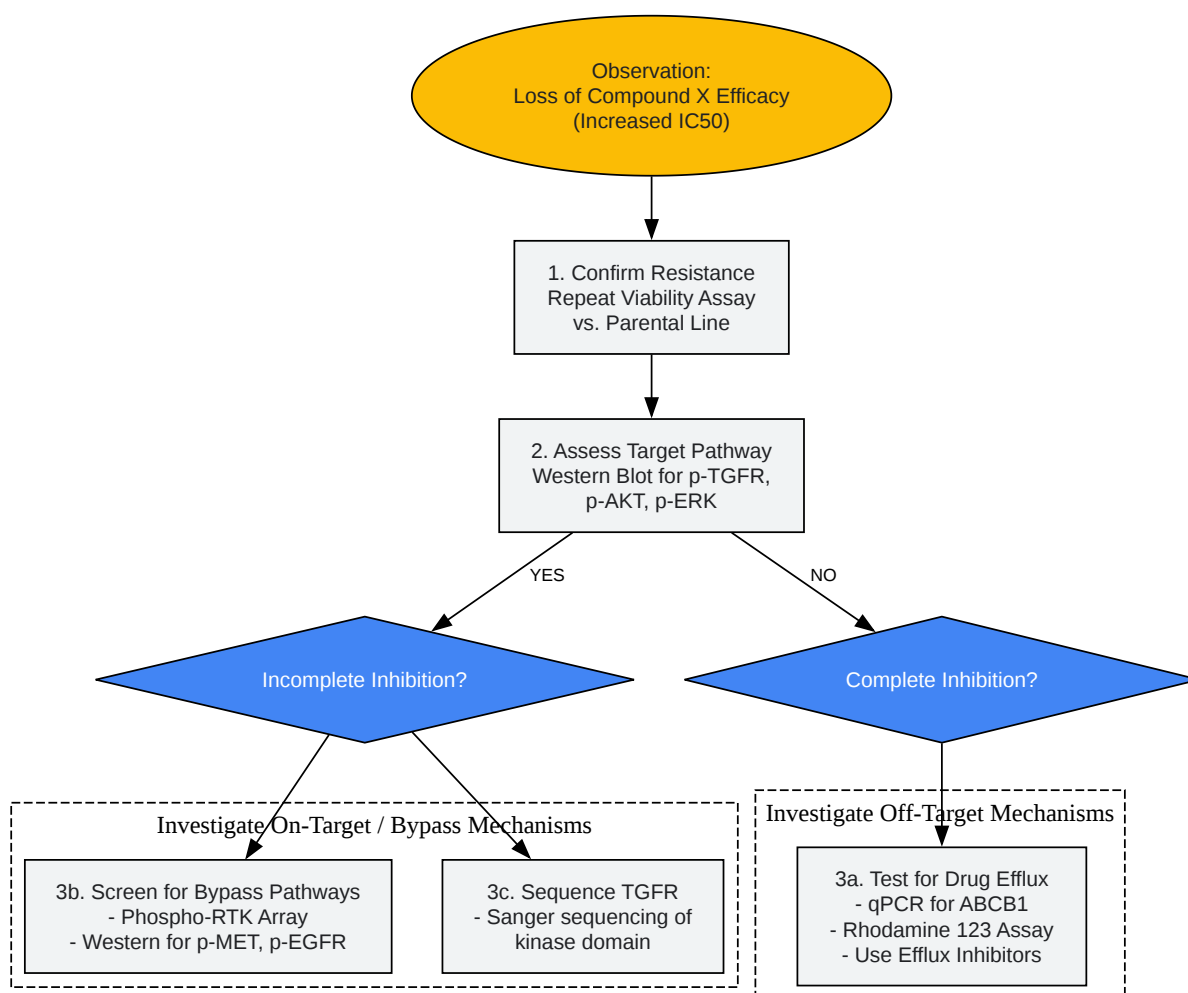 Observation:
Loss of Compound X Efficacy
(Increased IC50)
1. Confirm Resistance
Repeat Viability Assay
vs. Parental Line
2. Assess Target Pathway
Western Blot for p-TGFR,
p-AKT, p-ERK
YES
NO
Incomplete Inhibition?
Complete Inhibition?
Investigate On-Target / Bypass Mechanisms
3b. Screen for Bypass Pathways
- Phospho-RTK Array
- Western for p-MET, p-EGFR
3c. Sequence TGFR
- Sanger sequencing of
kinase domain
Investigate Off-Target Mechanisms
3a. Test for Drug Efflux
- qPCR for ABCB1
- Rhodamine 123 Assay
- Use Efflux Inhibitors